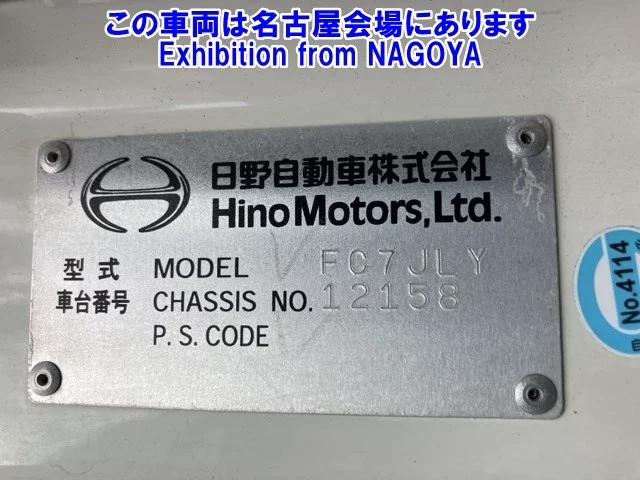 この車両は名古屋会場にあります
Exhibition from NAGOYA
日野自動車株式会社
Hino Motors, Ltd.
型式 MODEL FC7JLY
車台番号 CHASSIS NO. 12158
P.S. CODE
No.4114